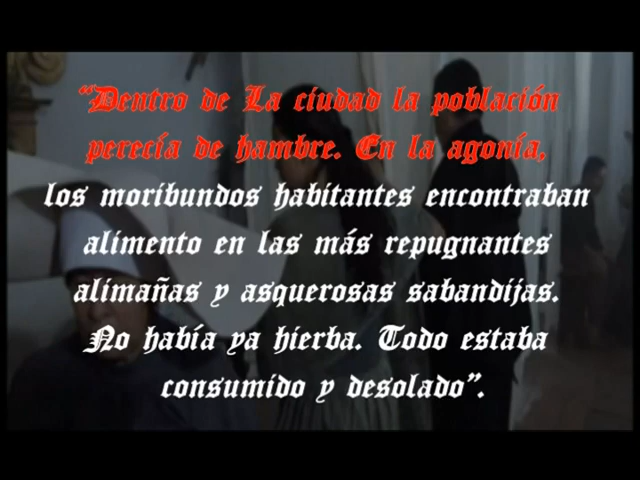 “Dentro de La ciudad la población
perecía de hambre. En la agonía,
los moribundos habitantes encontraban
alimento en las más repugnantes
alimañas y asquerosas sabandijas.
No había ya hierba. Todo estaba
consumido y desolado”.